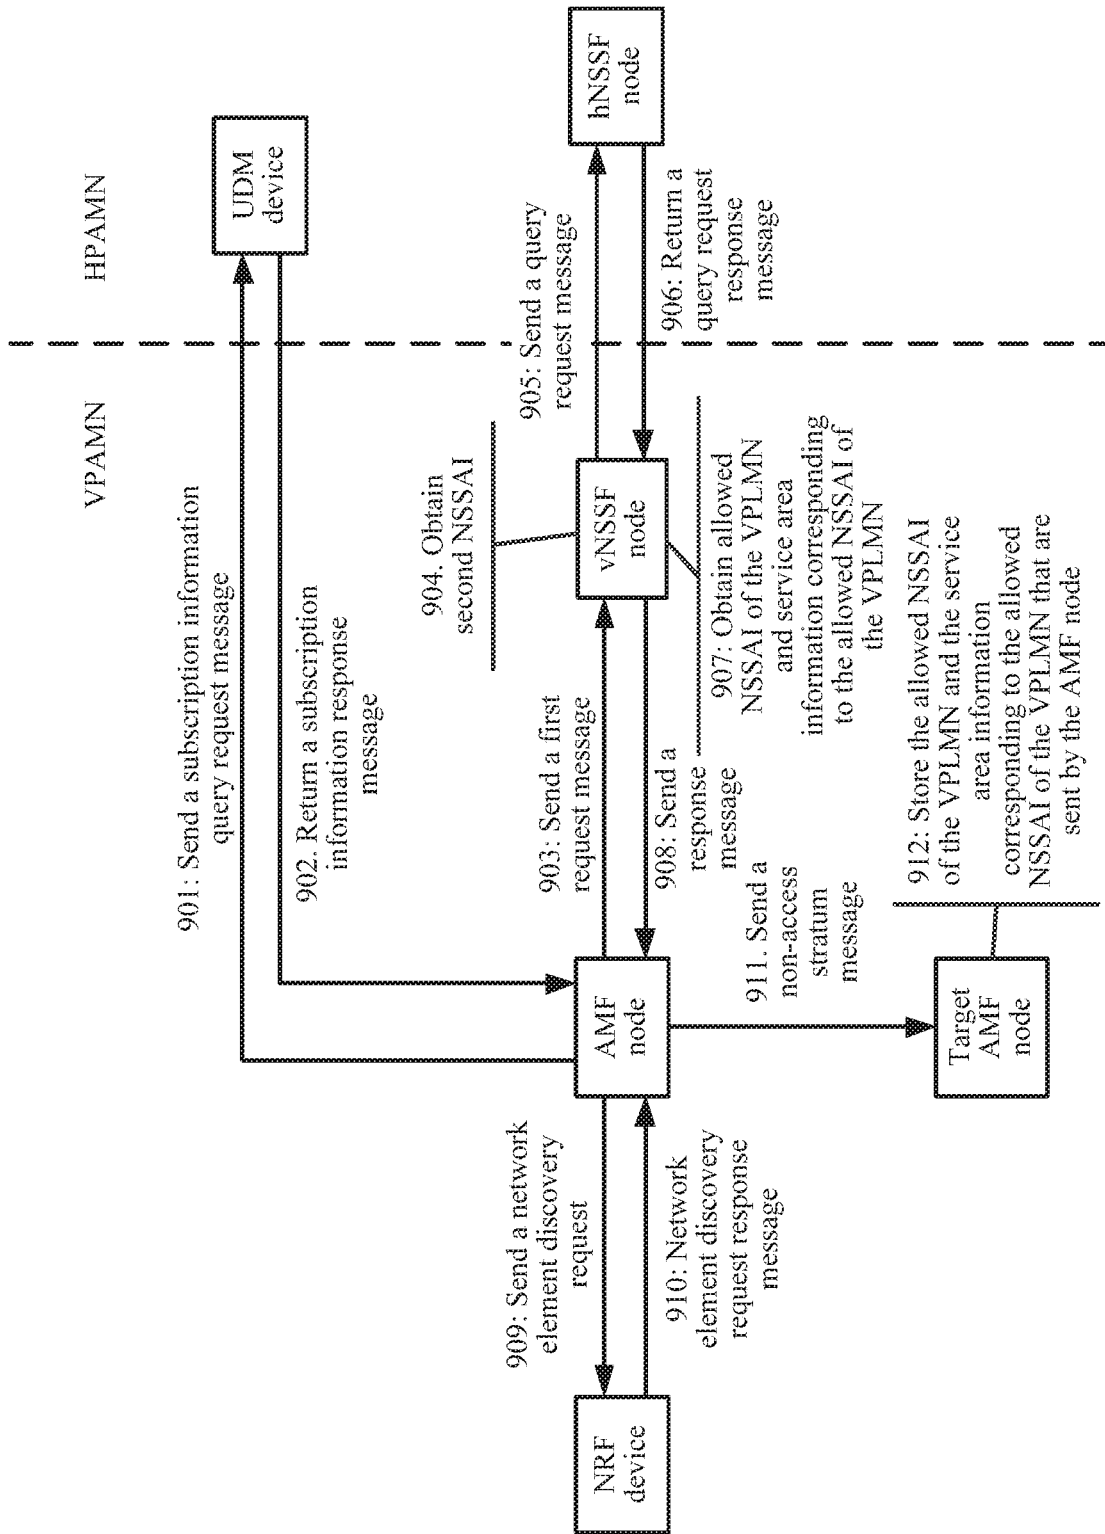 VPAMN
HPAMN
901: Send a subscription information
query request message
UDM
device
902. Return a subscription
information response
message
904. Obtain
second NSSAI
905: Send a query
request message
909: Send a network
element discovery
request
903: Send a first
request message
NRF
device
AMF
node
vNSSF
node
hNSSF
node
910: Network
element discovery
request response
message
908: Send a
response
message
906: Return a
query request
response
message
907: Obtain allowed
NSSAI of the VPLMN
and service area
information corresponding
to the allowed NSSAI of
the VPLMN
911. Send a
non-access
stratum
message
912: Store the allowed NSSAI
of the VPLMN and the service
area information
corresponding to the allowed
NSSAI of the VPLMN that are
sent by the AMF node
Target
AMF
node